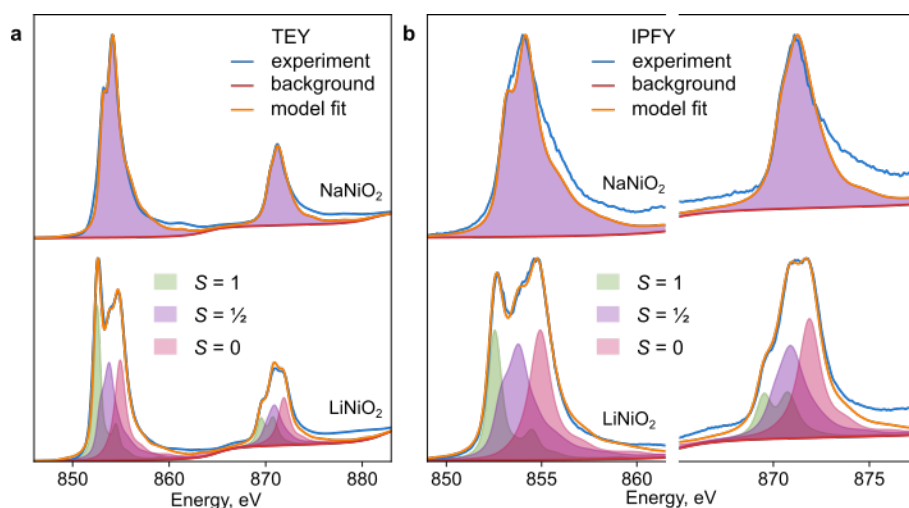 a
TEY
experiment
background
model fit
NaNiO₂
S = 1
S = ½
S = 0
LiNiO₂
850 860 870 880
Energy, eV
b
IPFY
experiment
background
model fit
NaNiO₂
NaNiO₂
S = 1
S = ½
S = 0
LiNiO₂
850 855 860 870 875
Energy, eV